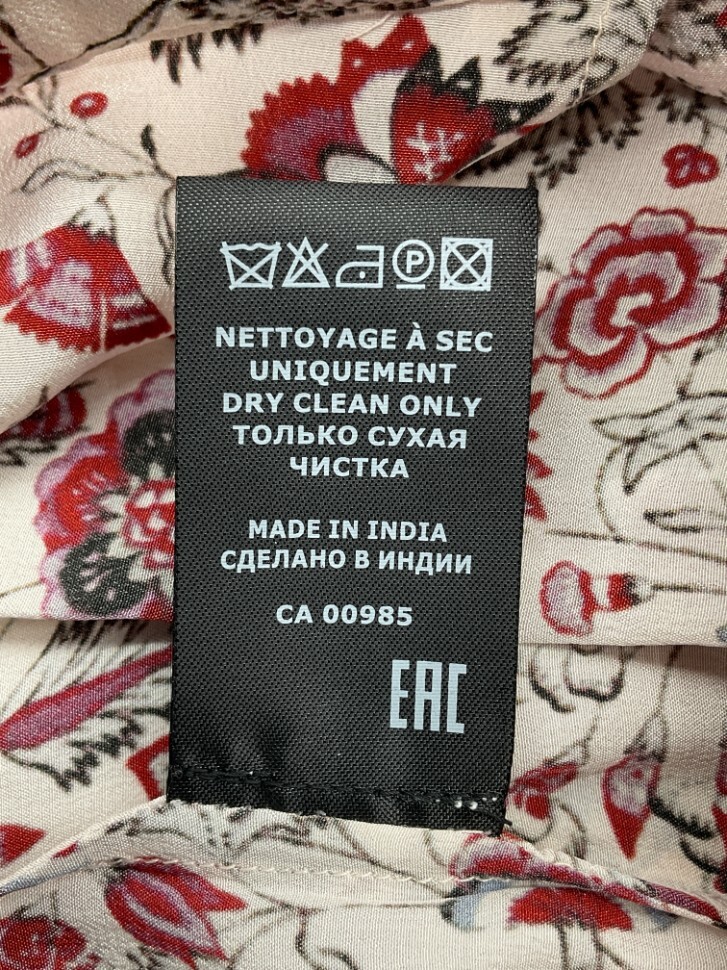 NETTOYAGE À SEC
UNIQUEMENT
DRY CLEAN ONLY
ТОЛЬКО СУХАЯ
ЧИСТКА
MADE IN INDIA
СДЕЛАНО В ИНДИИ
CA 00985
EAC